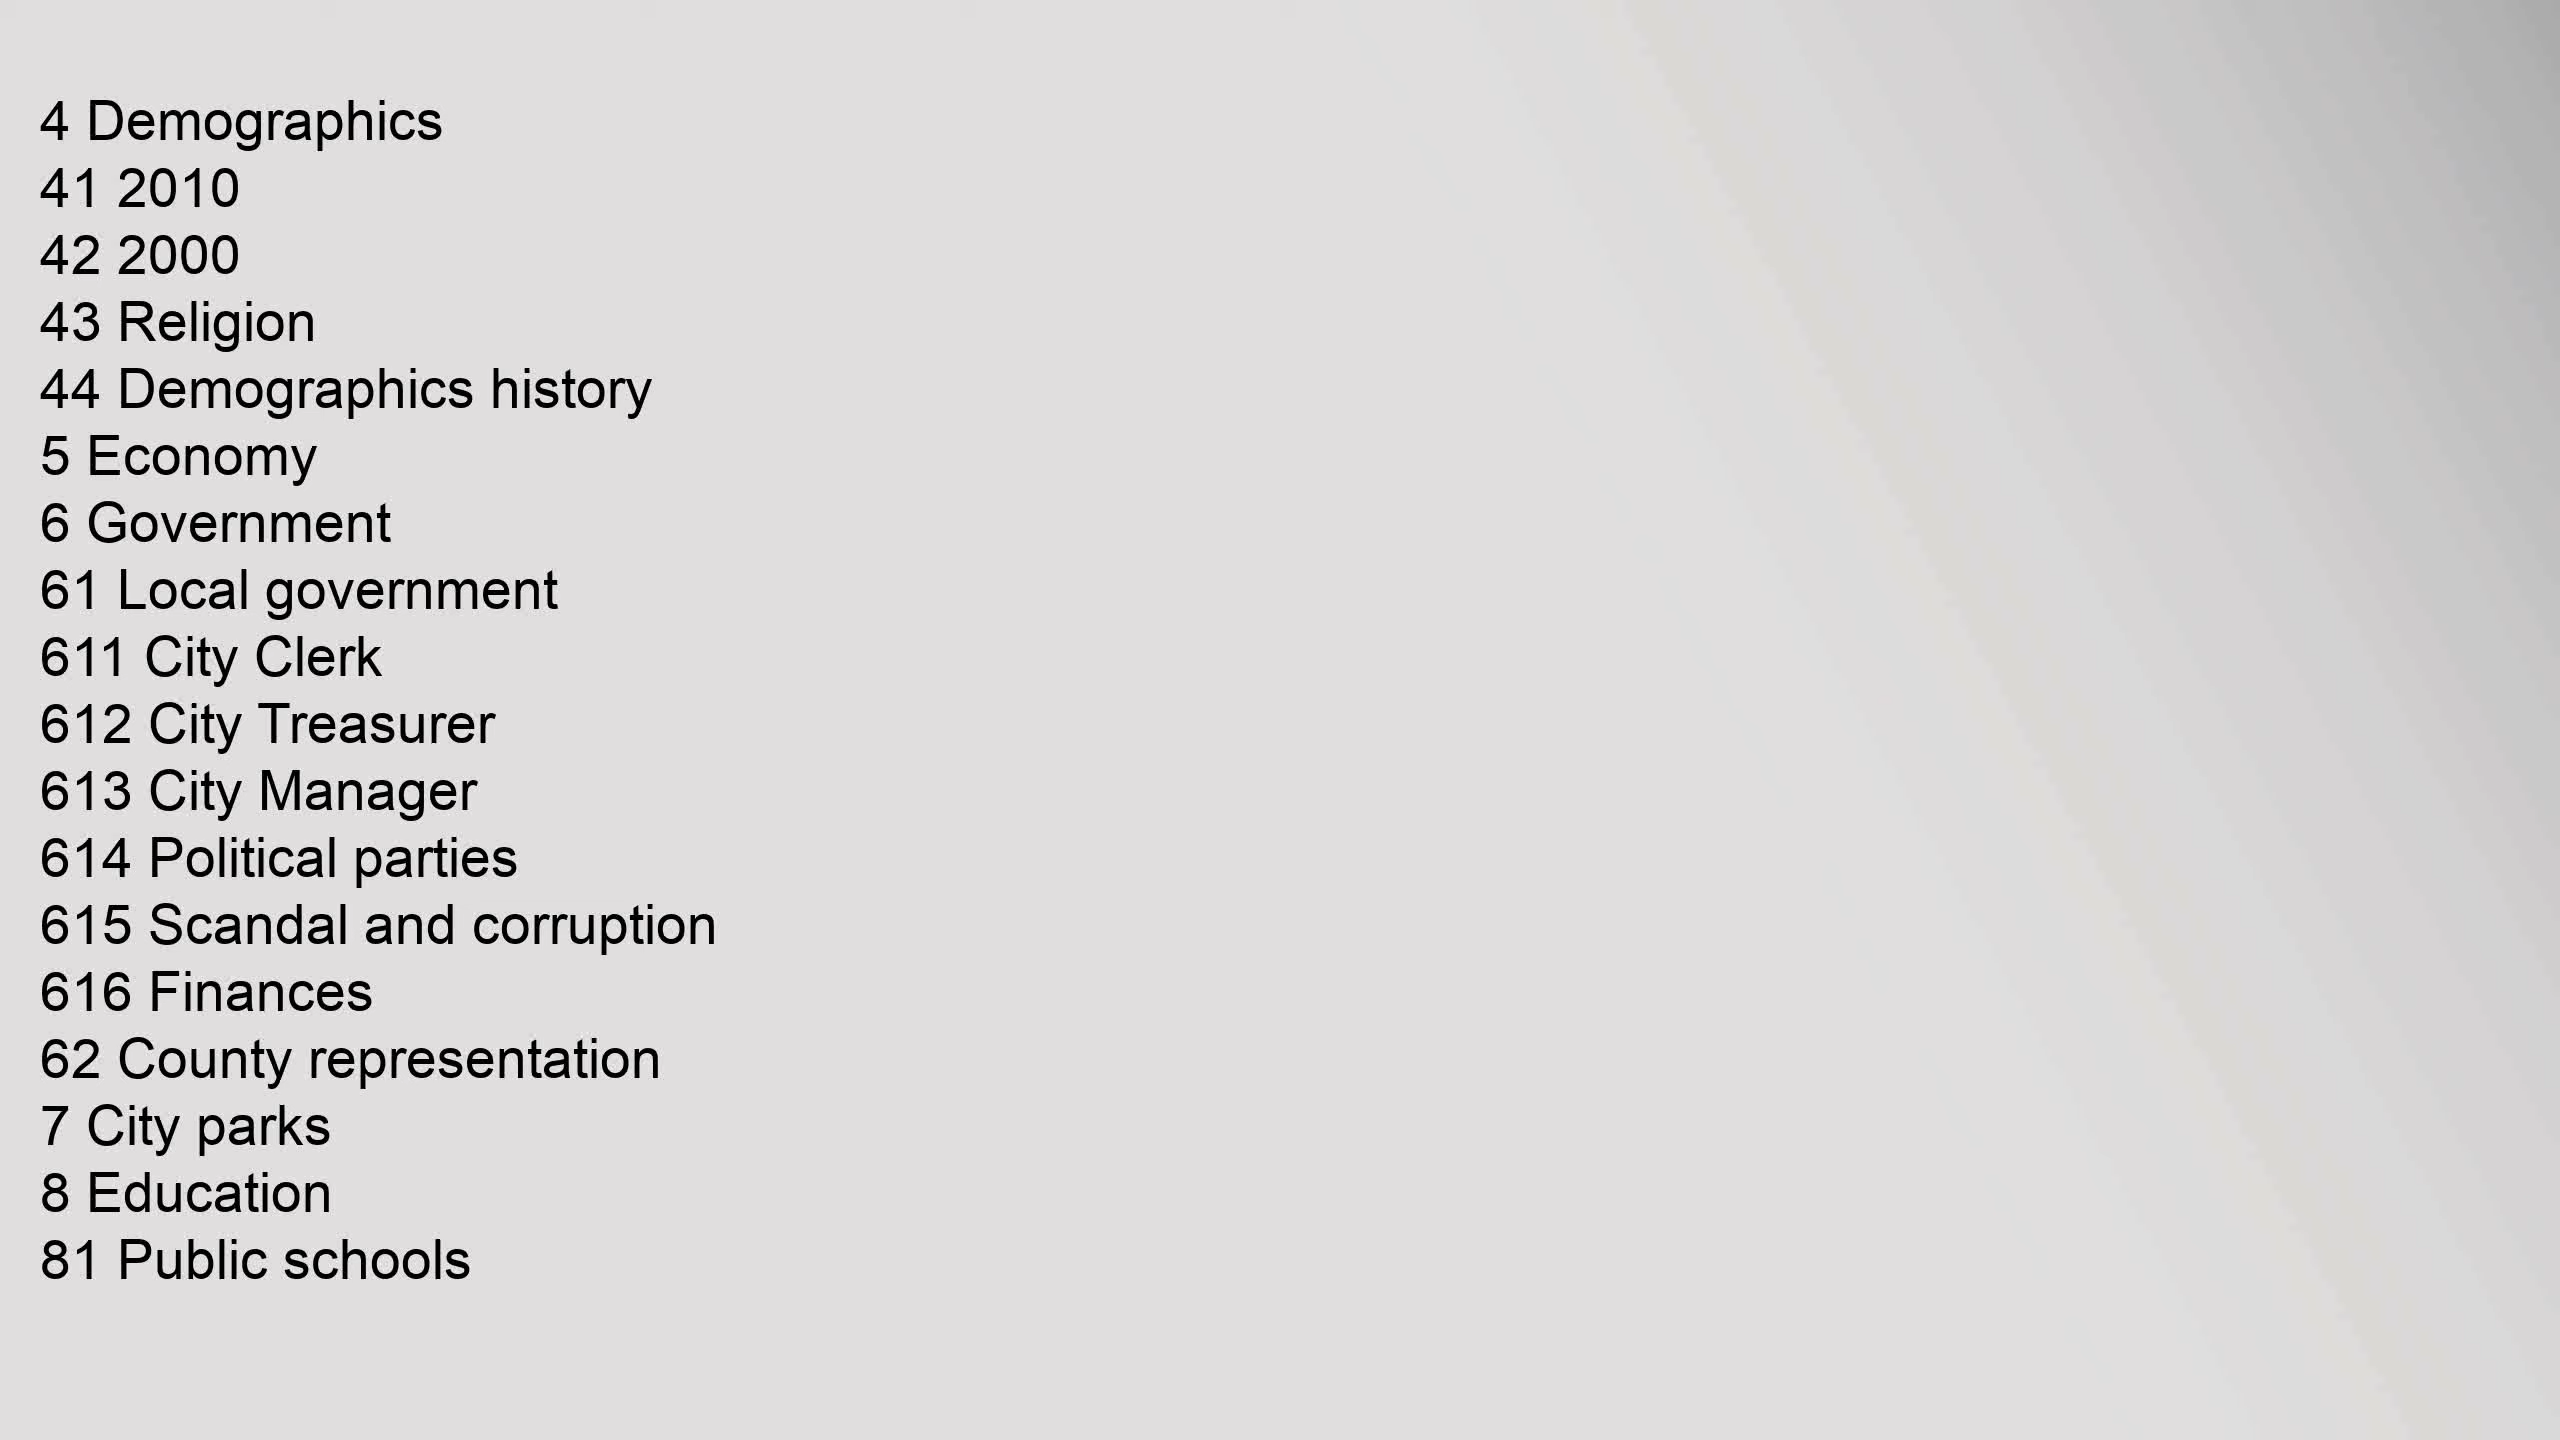 4 Demographics
41 2010
42 2000
43 Religion
44 Demographics history
5 Economy
6 Government
61 Local government
611 City Clerk
612 City Treasurer
613 City Manager
614 Political parties
615 Scandal and corruption
616 Finances
62 County representation
7 City parks
8 Education
81 Public schools